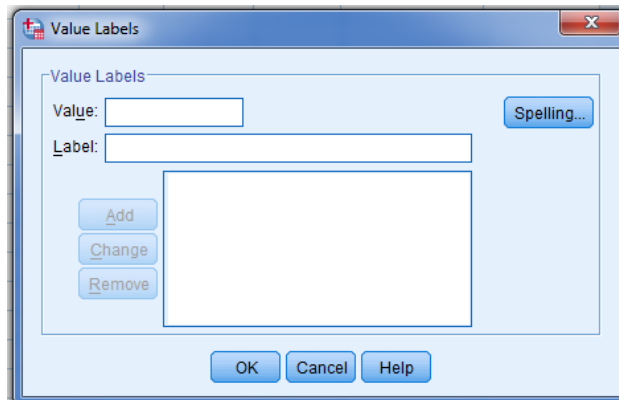 Value Labels
x
Value Labels
Value:
Spelling...
Label:
Add
Change
Remove
OK Cancel Help